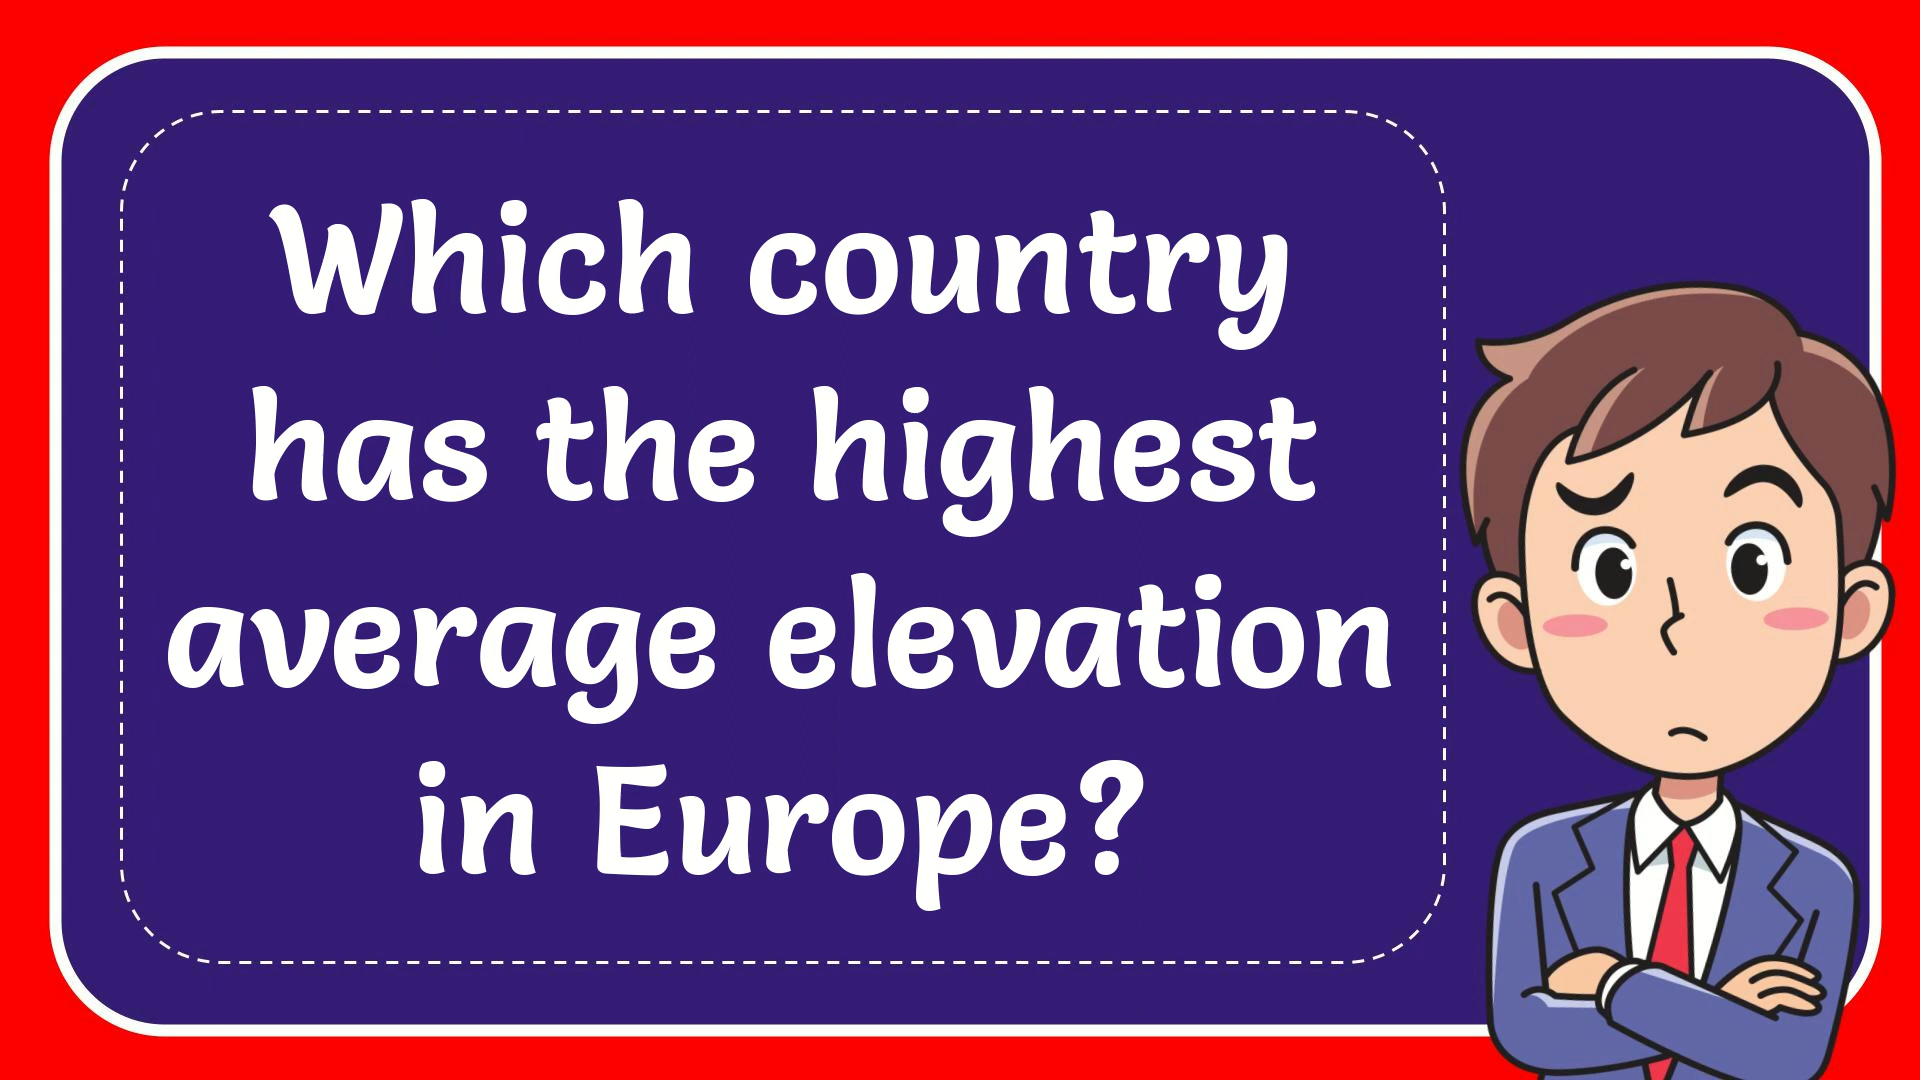 Which country
has the highest
average elevation
in Europe?